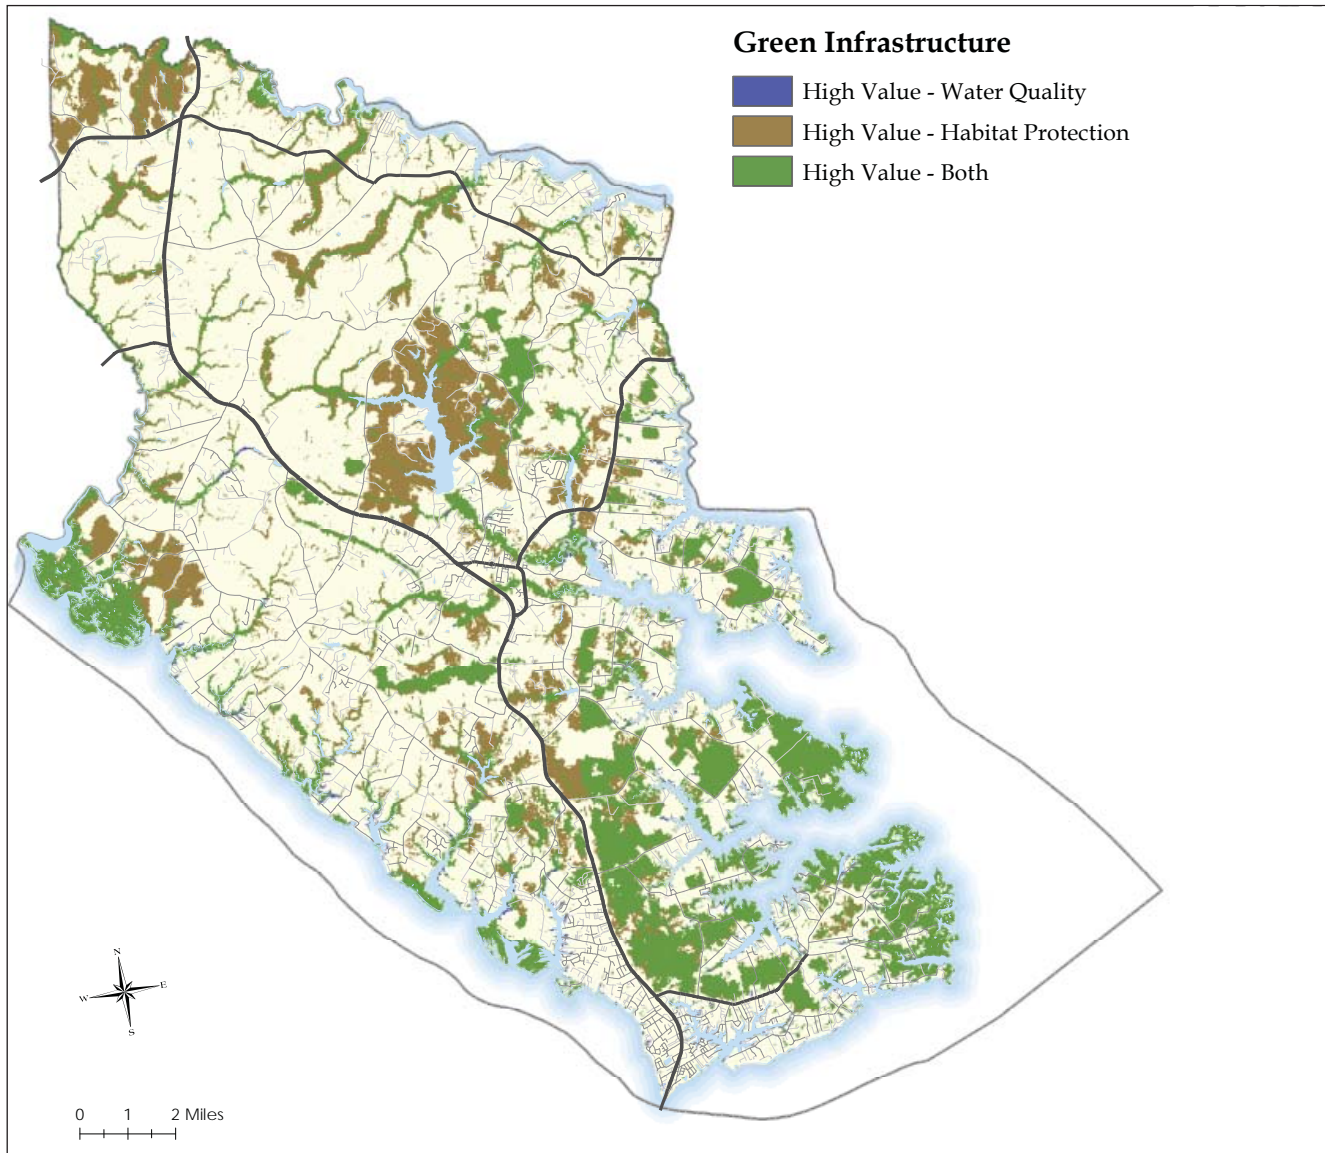 Green Infrastructure
High Value - Water Quality
High Value - Habitat Protection
High Value - Both
N
W E
S
0 1 2 Miles